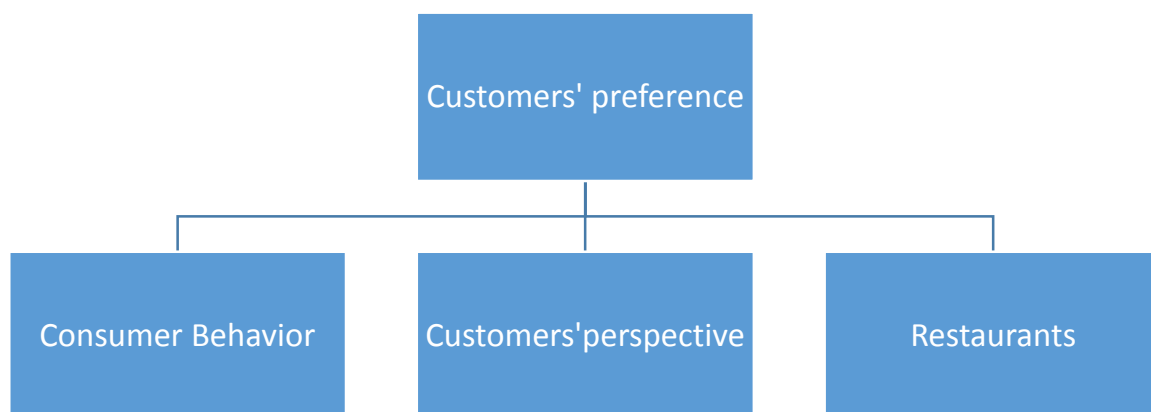 Customers' preference
Consumer Behavior
Customers'perspective
Restaurants